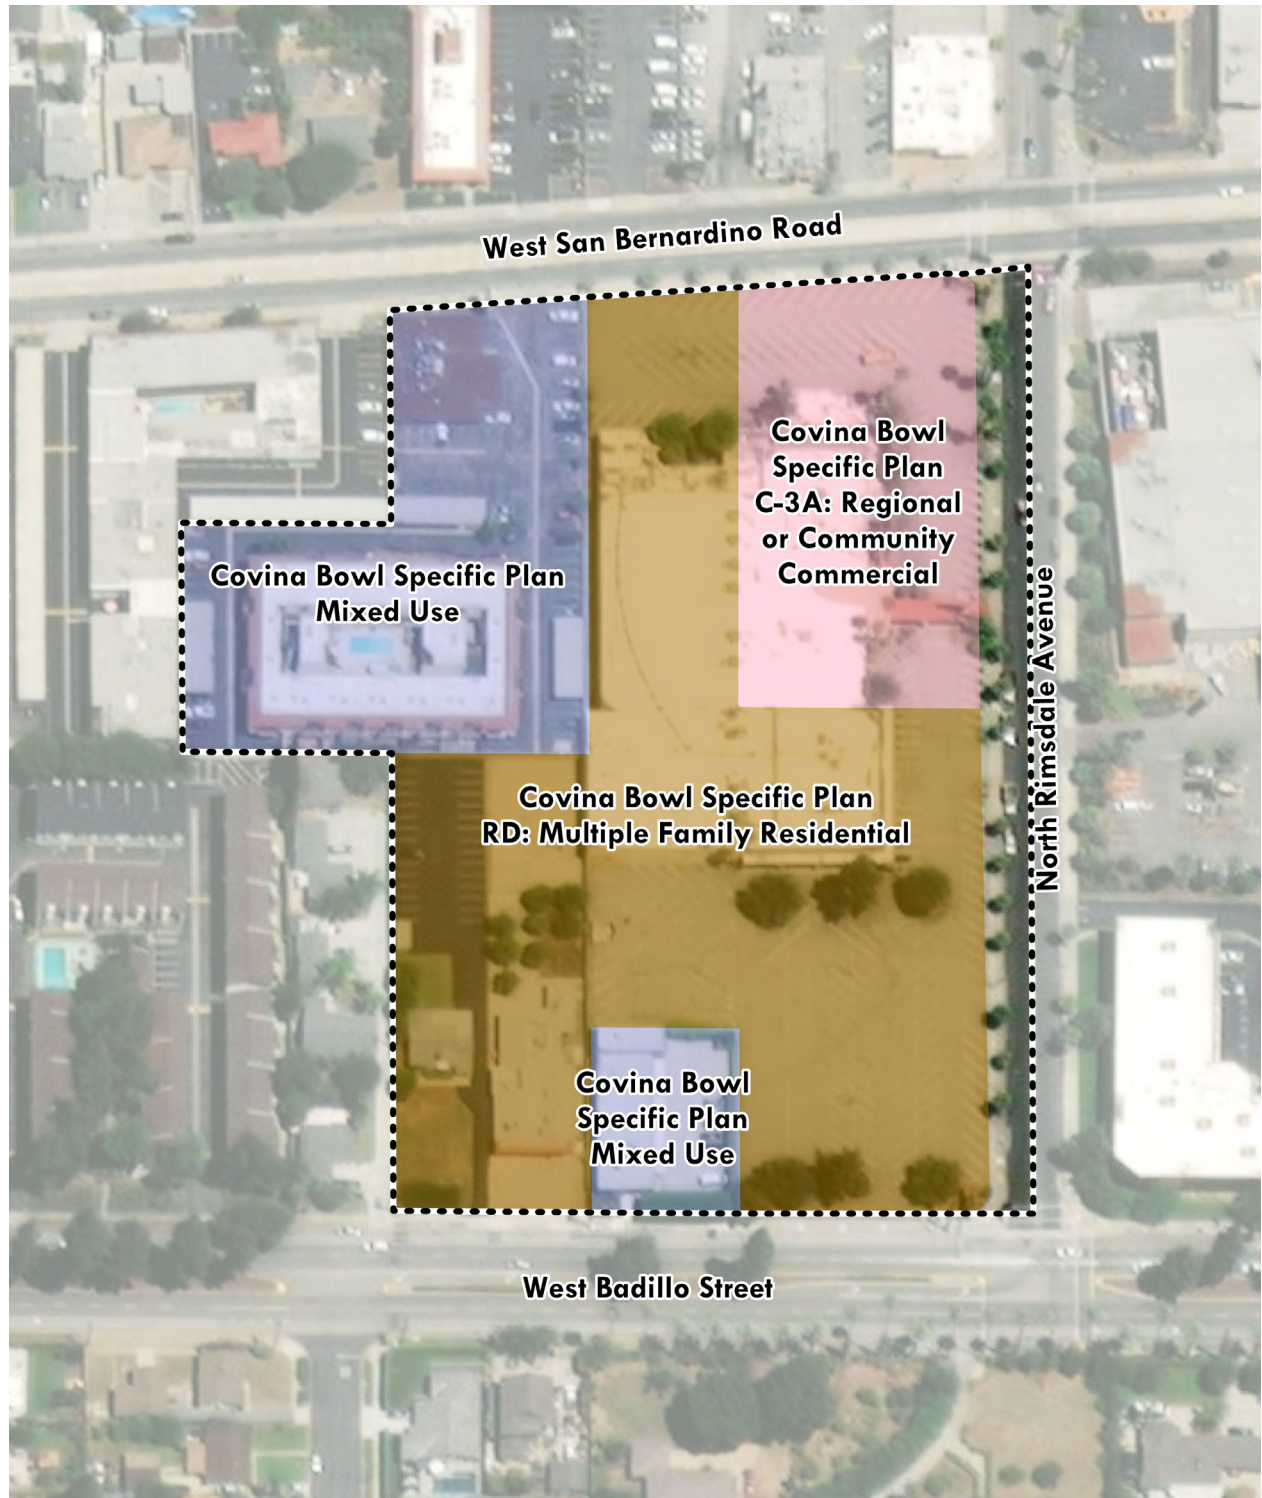 West San Bernardino Road
Covina Bowl
Specific Plan
C-3A: Regional
or Community
Commercial
Covina Bowl Specific Plan
Mixed Use
North Rimsdale Avenue
Covina Bowl Specific Plan
RD: Multiple Family Residential
Covina Bowl
Specific Plan
Mixed Use
West Badillo Street